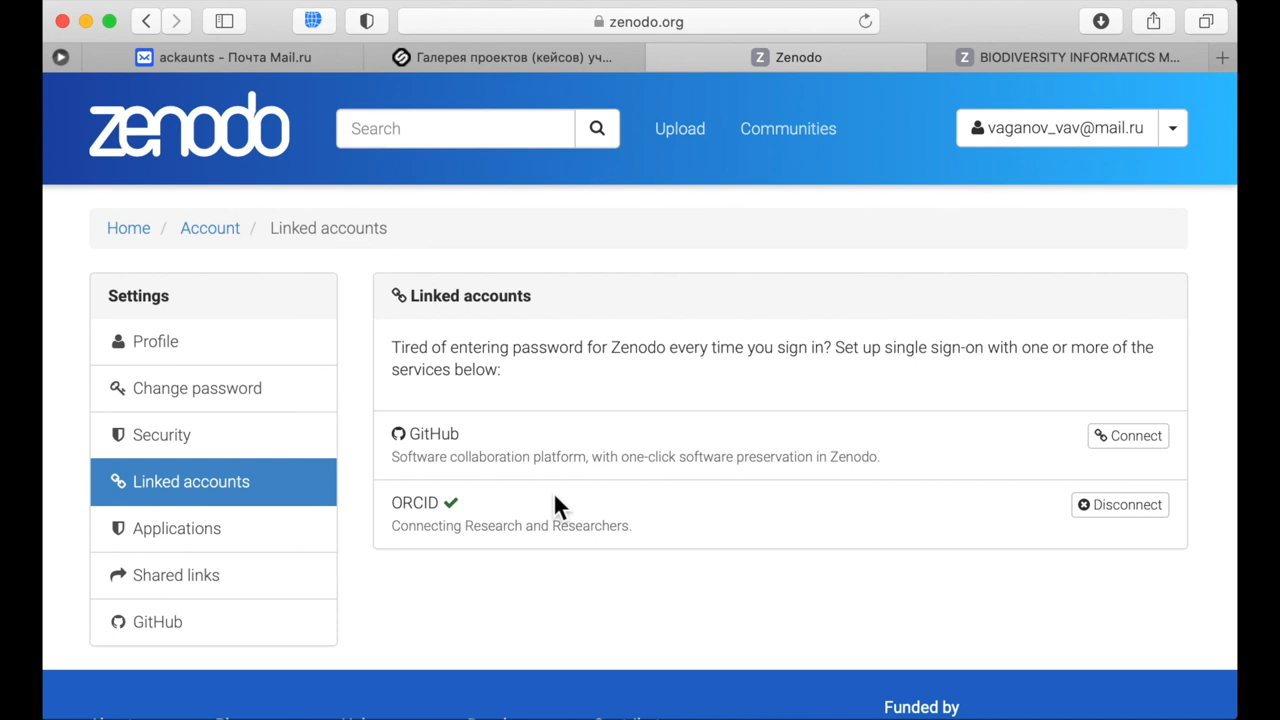 zenodo.org
ackaunts - Почта Mail.ru
Галерея проектов (кейсов) уч...
Z Zenodo
Z BIODIVERSITY INFORMATICS M...
zenodo
Search
Upload
Communities
vaganov_vav@mail.ru
Home / Account / Linked accounts
Settings
Profile
Change password
Security
Linked accounts
Applications
Shared links
GitHub
Linked accounts
Tired of entering password for Zenodo every time you sign in? Set up single sign-on with one or more of the
services below:
GitHub
Connect
Software collaboration platform, with one-click software preservation in Zenodo.
ORCID
Disconnect
Connecting Research and Researchers.
Funded by